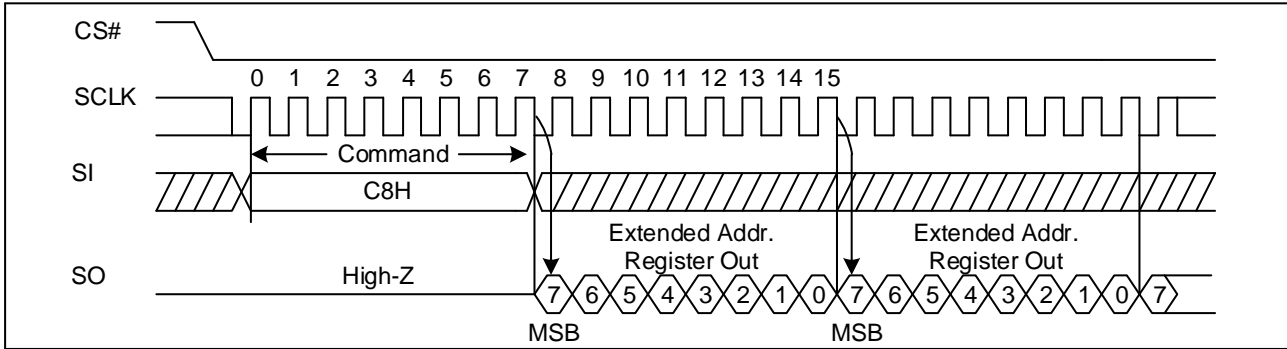 CS#
0 1 2 3 4 5 6 7 8 9 10 11 12 13 14 15
SCLK
Command
SI
C8H
Extended Addr. Extended Addr.
Register Out Register Out
SO High-Z
7 6 5 4 3 2 1 0 7 6 5 4 3 2 1 0 7
MSB MSB